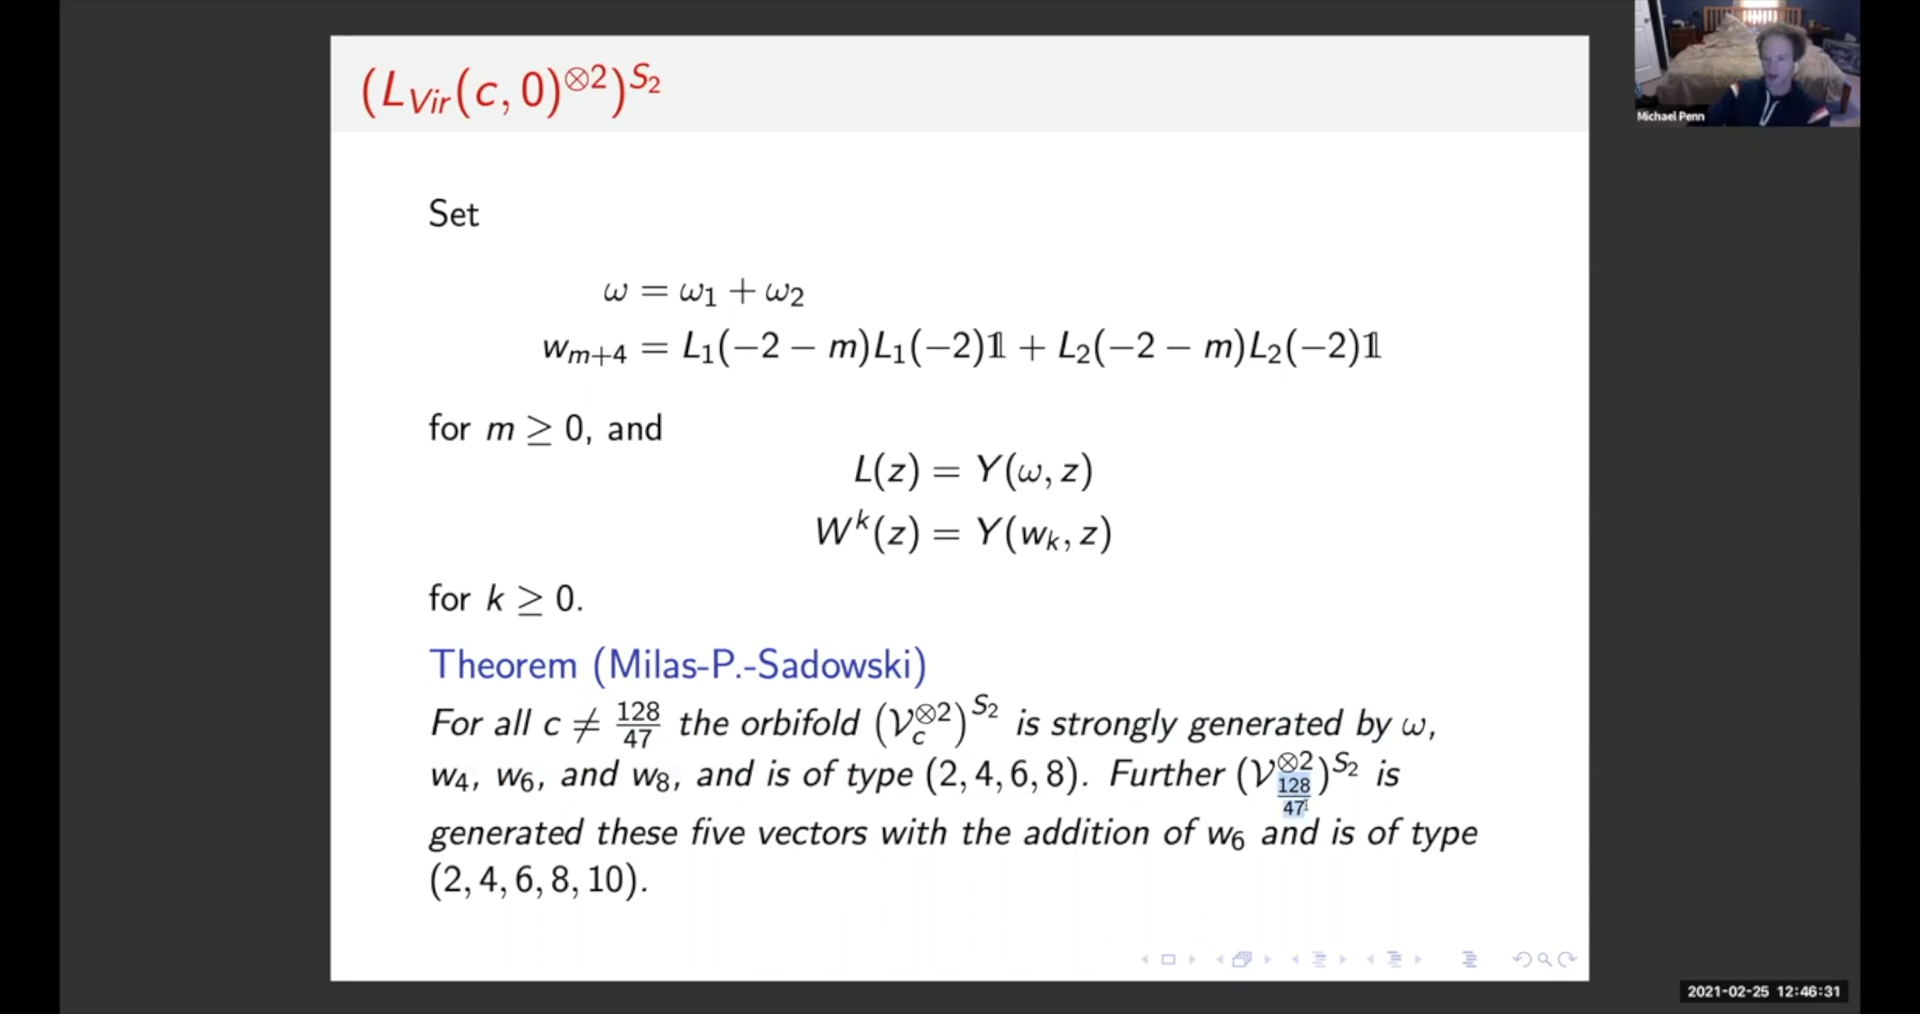 (L_Vir(c, 0)^⊗2)^S_2
Michael Penn
Set
ω = ω_1 + ω_2
w_{m+4} = L_1(−2 − m)L_1(−2)𝟙 + L_2(−2 − m)L_2(−2)𝟙
for m ≥ 0, and
L(z) = Y(ω, z)
W^k(z) = Y(w_k, z)
for k ≥ 0.
Theorem (Milas-P.-Sadowski)
For all c ≠ 128/47 the orbifold (𝒱_c^⊗2)^S_2 is strongly generated by ω,
w_4, w_6, and w_8, and is of type (2, 4, 6, 8). Further (𝒱_{128/47}^⊗2)^S_2 is
generated these five vectors with the addition of w_6 and is of type
(2, 4, 6, 8, 10).
2021-02-25 12:46:31